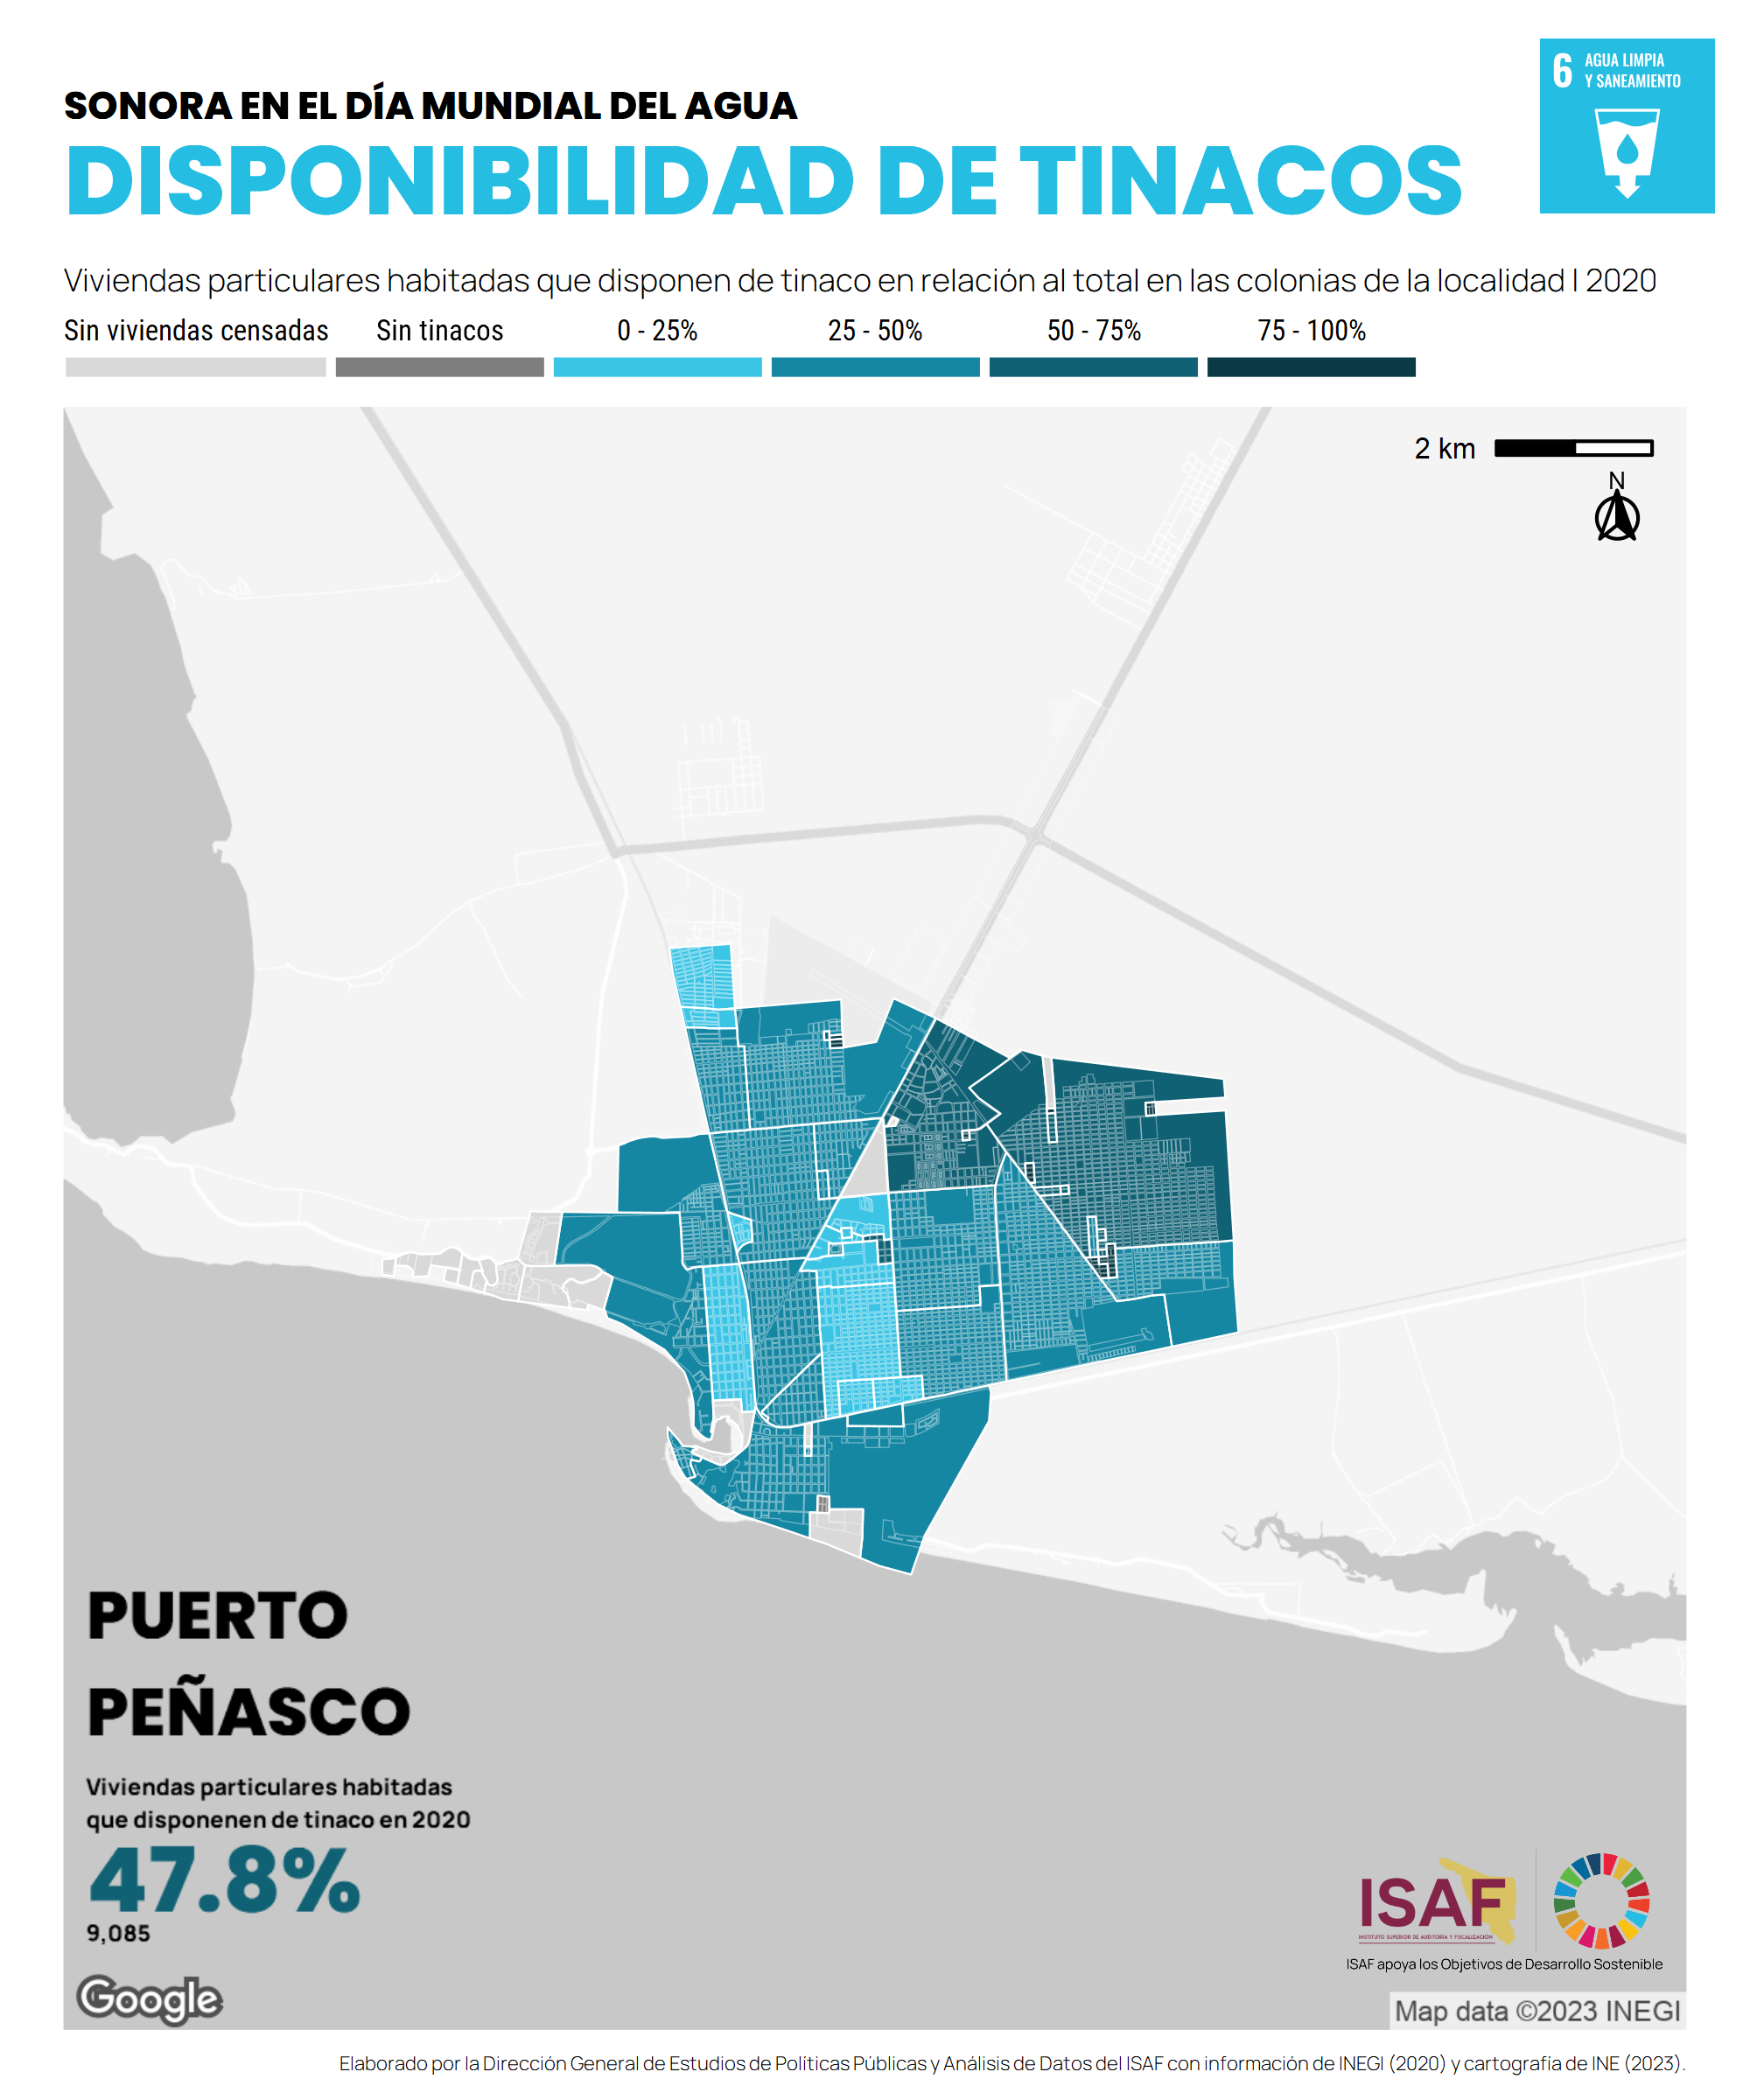 6 AGUA LIMPIA
Y SANEAMIENTO
SONORA EN EL DÍA MUNDIAL DEL AGUA
DISPONIBILIDAD DE TINACOS
Viviendas particulares habitadas que disponen de tinaco en relación al total en las colonias de la localidad | 2020
Sin viviendas censadas Sin tinacos 0 - 25% 25 - 50% 50 - 75% 75 - 100%
2 km
N
PUERTO
PEÑASCO
Viviendas particulares habitadas
que disponenen de tinaco en 2020
47.8%
9,085
Google
ISAF
INSTITUTO SUPERIOR DE AUDITORÍA Y FISCALIZACIÓN
ISAF apoya los Objetivos de Desarrollo Sostenible
Map data ©2023 INEGI
Elaborado por la Dirección General de Estudios de Políticas Públicas y Análisis de Datos del ISAF con información de INEGI (2020) y cartografía de INE (2023).